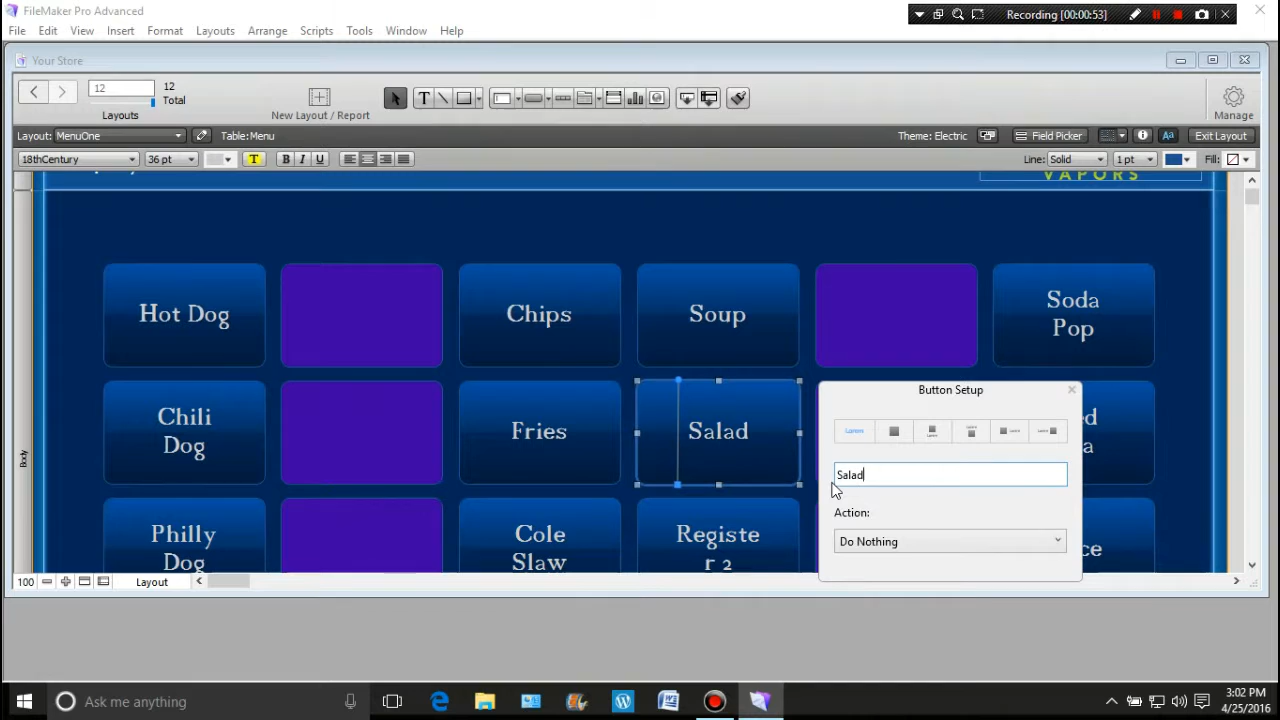 FileMaker Pro Advanced
Recording [00:00:53]
File Edit View Insert Format Layouts Arrange Scripts Tools Window Help
Your Store
12
12
Total
Layouts
New Layout / Report
Manage
Layout: MenuOne
Table: Menu
Theme: Electric
Field Picker
Aa
Exit Layout
18thCentury
36 pt
T
B I U
Line: Solid
1 pt
Fill:
VAPORS
Hot Dog
Chips
Soup
Soda
Pop
Chili
Dog
Fries
Salad
Button Setup
Salad
Action:
Do Nothing
Philly
Dog
Cole
Slaw
Registe
r 2
Body
100
Layout
Ask me anything
3:02 PM
4/25/2016